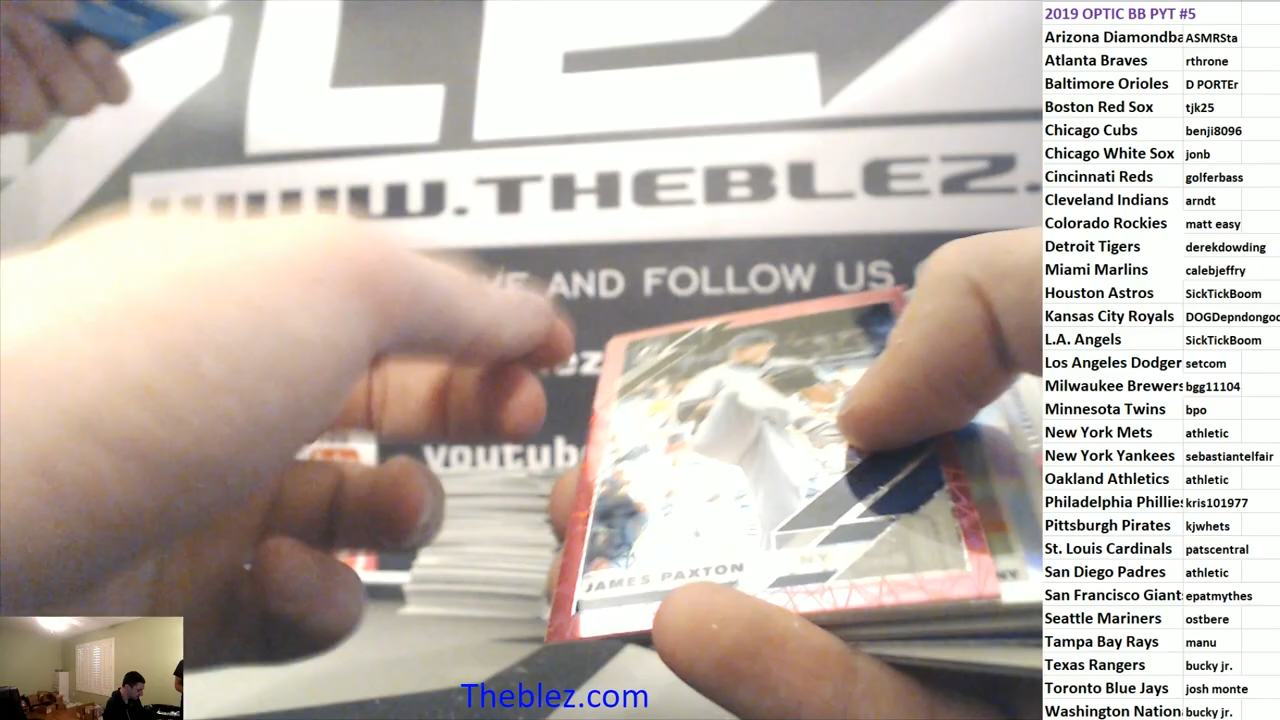 2019 OPTIC BB PYT #5
Arizona Diamondba ASMRSta
Atlanta Braves rthrone
Baltimore Orioles D PORTEr
Boston Red Sox tjk25
Chicago Cubs benji8096
Chicago White Sox jonb
Cincinnati Reds golferbass
Cleveland Indians arndt
Colorado Rockies matt easy
Detroit Tigers derekdowding
Miami Marlins calebjeffry
Houston Astros SickTickBoom
Kansas City Royals DOGDepndongod
L.A. Angels SickTickBoom
Los Angeles Dodger setcom
Milwaukee Brewers bgg11104
Minnesota Twins bpo
New York Mets athletic
New York Yankees sebastiantelfair
Oakland Athletics athletic
Philadelphia Phillies kris101977
Pittsburgh Pirates kjwhets
St. Louis Cardinals patscentral
San Diego Padres athletic
San Francisco Giant epatmythes
Seattle Mariners ostbere
Tampa Bay Rays manu
Texas Rangers bucky jr.
Toronto Blue Jays josh monte
Washington Nation bucky jr.
LEZ
WWW.THEBLEZ.
AND FOLLOW US
youtub
JAMES PAXTON
NY
NY
Theblez.com